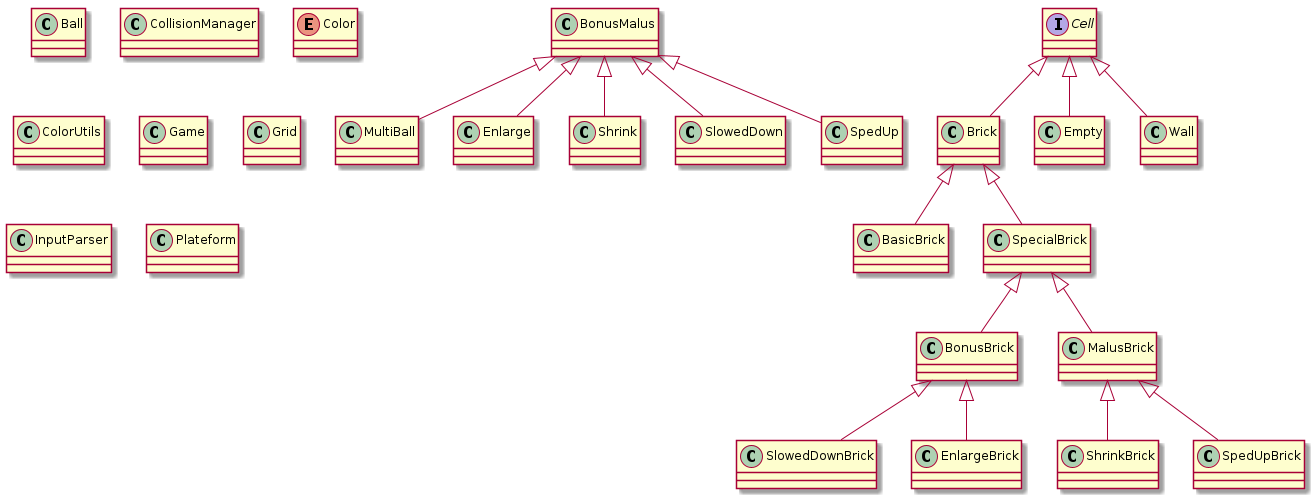 C Ball
C CollisionManager
E Color
C BonusMalus
I Cell
C ColorUtils
C Game
C Grid
C MultiBall
C Enlarge
C Shrink
C SlowedDown
C SpedUp
C Brick
C Empty
C Wall
C InputParser
C Plateform
C BasicBrick
C SpecialBrick
C BonusBrick
C MalusBrick
C SlowedDownBrick
C EnlargeBrick
C ShrinkBrick
C SpedUpBrick